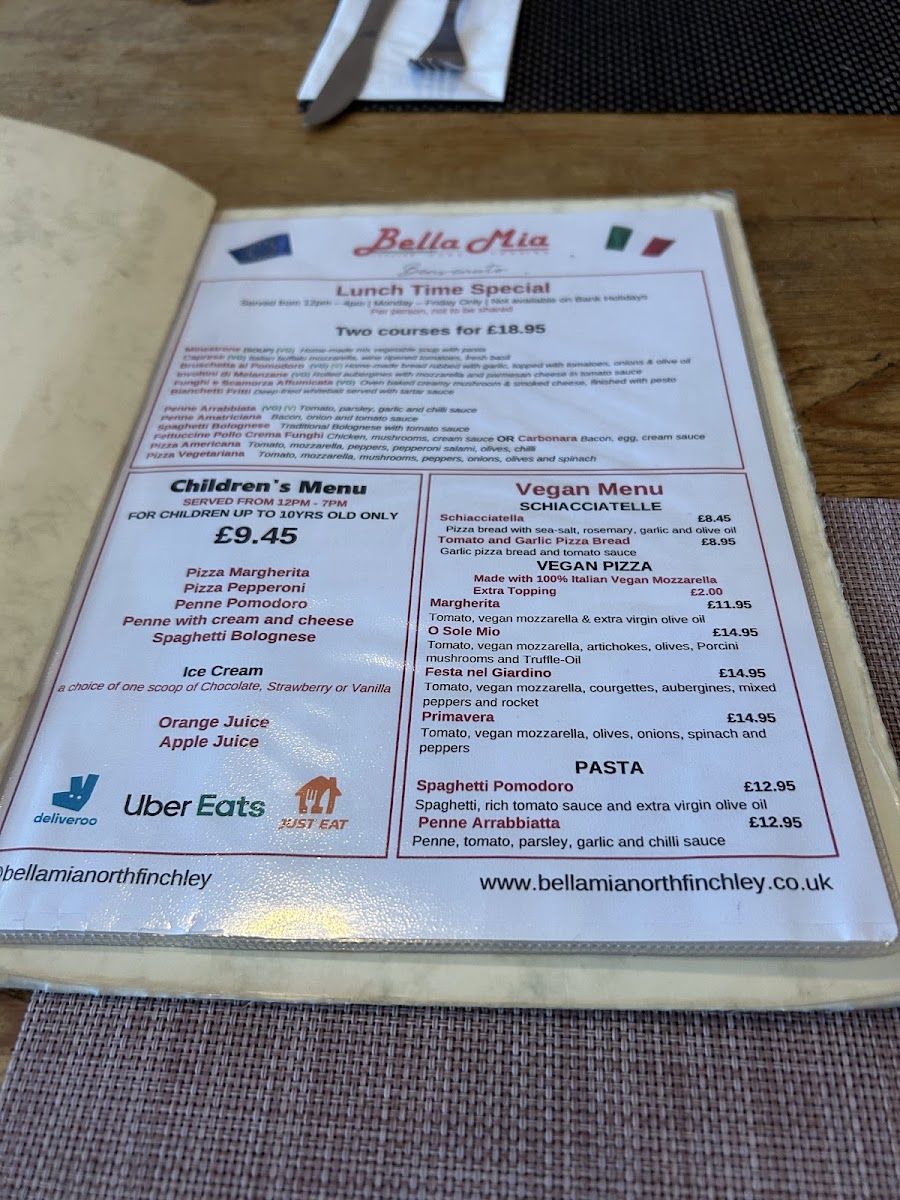 Bella Mia
Benvenuto
Lunch Time Special
Served from 12pm – 4pm | Monday – Friday Only | Not available on Bank Holidays
Per person, not to be shared
Two courses for £18.95
Minestrone (SOUP) (VG) Home-made mix vegetable soup with pasta
Caprese (VG) Italian buffalo mozzarella, wine ripened tomatoes, fresh basil
Bruschetta al Pomodoro (VG) (V) Home-made bread rubbed with garlic, topped with tomatoes, onions & olive oil
Involtini di Melanzane (VG) Rolled aubergines with mozzarella and parmesan cheese in tomato sauce
Funghi e Scamorza Affumicata (VG) Oven baked creamy mushroom & smoked cheese, finished with pesto
Bianchetti Fritti Deep-fried whitebait served with tartar sauce
Penne Arrabbiata (VG) (V) Tomato, parsley, garlic and chilli sauce
Penne Amatriciana Bacon, onion and tomato sauce
Spaghetti Bolognese Traditional Bolognese with tomato sauce
Fettuccine Pollo Crema Funghi Chicken, mushrooms, cream sauce OR Carbonara Bacon, egg, cream sauce
Pizza Americana Tomato, mozzarella, peppers, pepperoni salami, olives, chilli
Pizza Vegetariana Tomato, mozzarella, mushrooms, peppers, onions, olives and spinach
Children's Menu
SERVED FROM 12PM - 7PM
FOR CHILDREN UP TO 10YRS OLD ONLY
£9.45
Pizza Margherita
Pizza Pepperoni
Penne Pomodoro
Penne with cream and cheese
Spaghetti Bolognese
Ice Cream
a choice of one scoop of Chocolate, Strawberry or Vanilla
Orange Juice
Apple Juice
deliveroo
Uber Eats
JUST EAT
Vegan Menu
SCHIACCIATELLE
Schiacciatella £8.45
Pizza bread with sea-salt, rosemary, garlic and olive oil
Tomato and Garlic Pizza Bread £8.95
Garlic pizza bread and tomato sauce
VEGAN PIZZA
Made with 100% Italian Vegan Mozzarella
Extra Topping £2.00
Margherita £11.95
Tomato, vegan mozzarella & extra virgin olive oil
O Sole Mio £14.95
Tomato, vegan mozzarella, artichokes, olives, Porcini
mushrooms and Truffle-Oil
Festa nel Giardino £14.95
Tomato, vegan mozzarella, courgettes, aubergines, mixed
peppers and rocket
Primavera £14.95
Tomato, vegan mozzarella, olives, onions, spinach and
peppers
PASTA
Spaghetti Pomodoro £12.95
Spaghetti, rich tomato sauce and extra virgin olive oil
Penne Arrabbiatta £12.95
Penne, tomato, parsley, garlic and chilli sauce
@bellamianorthfinchley
www.bellamianorthfinchley.co.uk